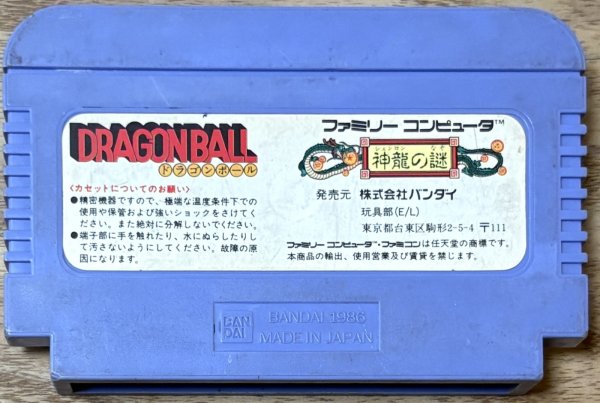 DRAGON BALL
ドラゴンボール
〈カセットについてのお願い〉
●精密機器ですので、極端な温度条件下での
使用や保管および強いショックをさけてく
ださい。また絶対に分解しないでください。
●端子部に手を触れたり、水にぬらしたりし
て汚さないようにしてください。故障の原
因になります。
ファミリー コンピュータ™
シェンロン なぞ
神龍の謎
発売元 株式会社バンダイ
玩具部(E/L)
東京都台東区駒形2-5-4 〒111
ファミリーコンピュータ・ファミコンは任天堂の商標です。
本商品の輸出、使用営業及び賃貸を禁じます。
BAN
DAI
BANDAI 1986
MADE IN JAPAN